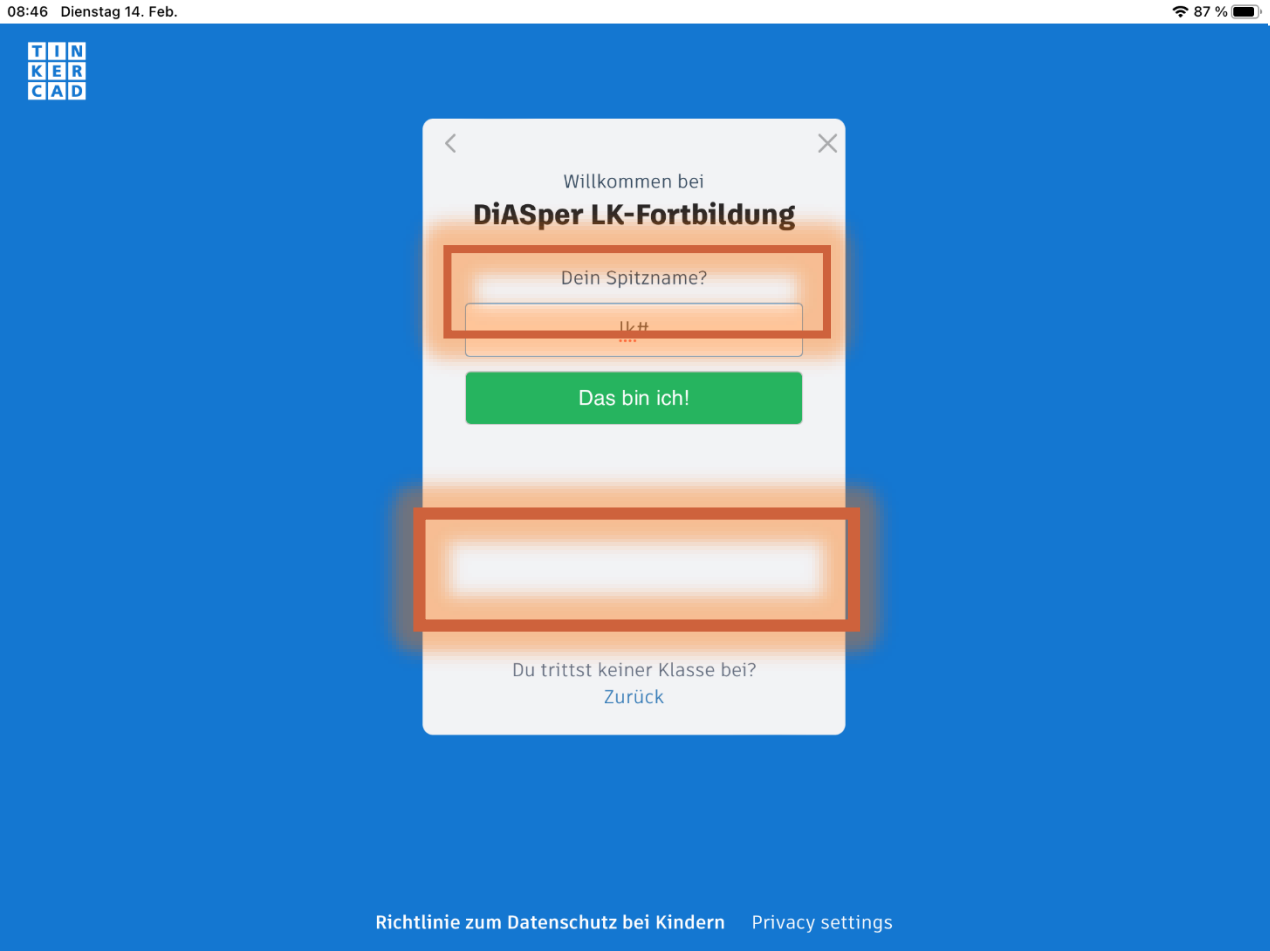 08:46 Dienstag 14. Feb.
87 %
TIN
KER
CAD
Willkommen bei
DiASper LK-Fortbildung
Dein Spitzname?
lk#
Das bin ich!
Du trittst keiner Klasse bei?
Zurück
Richtlinie zum Datenschutz bei Kindern Privacy settings